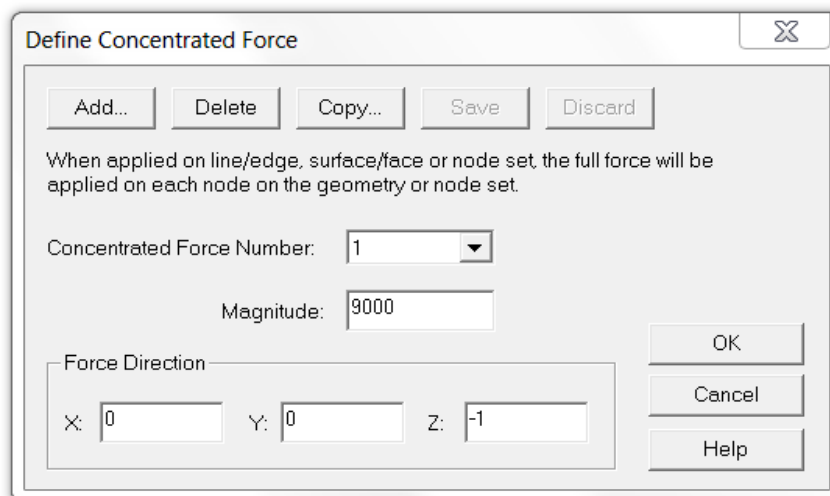 Define Concentrated Force
Add... Delete Copy... Save Discard
When applied on line/edge, surface/face or node set, the full force will be
applied on each node on the geometry or node set.
Concentrated Force Number: 1
Magnitude: 9000
OK
Force Direction
Cancel
X: 0 Y: 0 Z: -1
Help